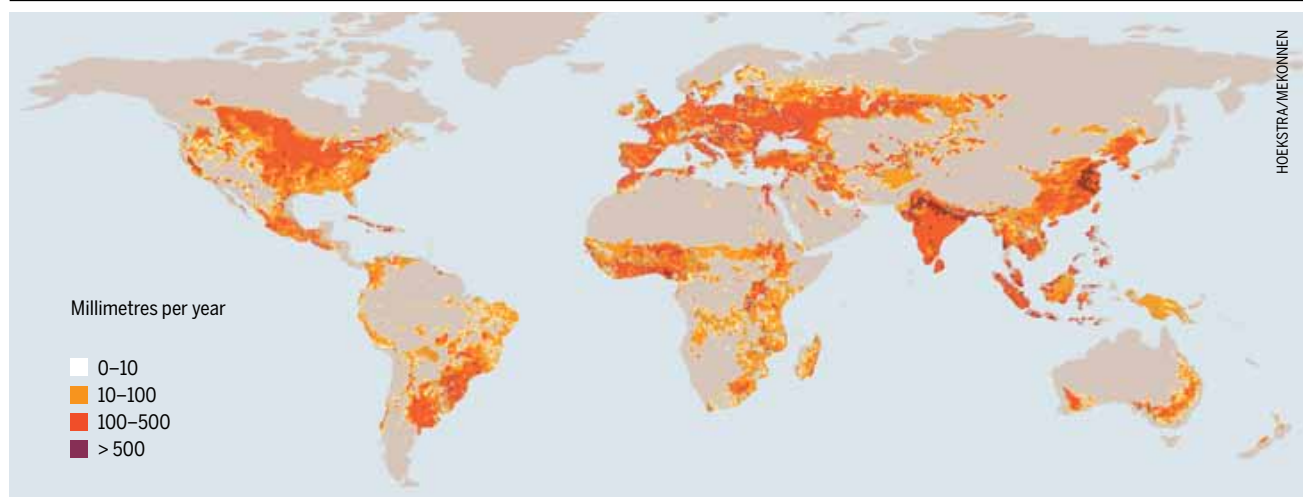 HOEKSTRA/MEKONNEN
Millimetres per year
0–10
10–100
100–500
> 500